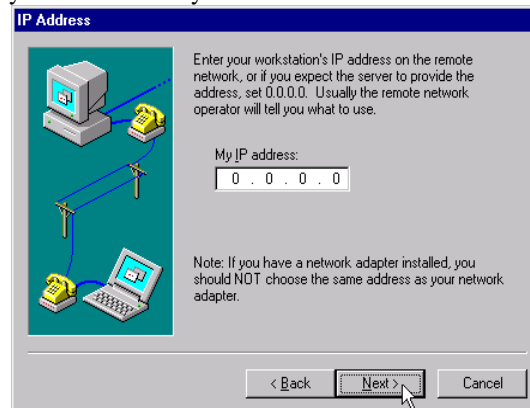 IP Address
Enter your workstation's IP address on the remote
network, or if you expect the server to provide the
address, set 0.0.0.0. Usually the remote network
operator will tell you what to use.
My IP address:
0 . 0 . 0 . 0
Note: If you have a network adapter installed, you
should NOT choose the same address as your network
adapter.
< Back Next > Cancel